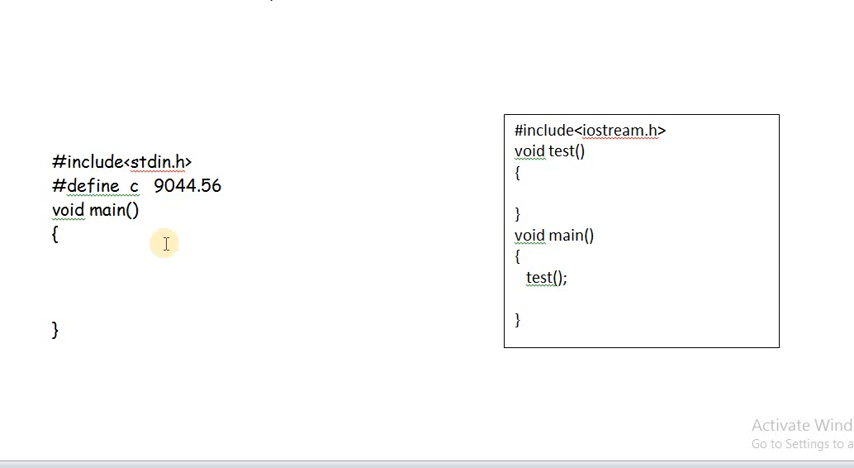 #include<stdin.h>
#define c 9044.56
void main()
{
}
#include<iostream.h>
void test()
{
}
void main()
{
test();
}
Activate Wind
Go to Settings to a